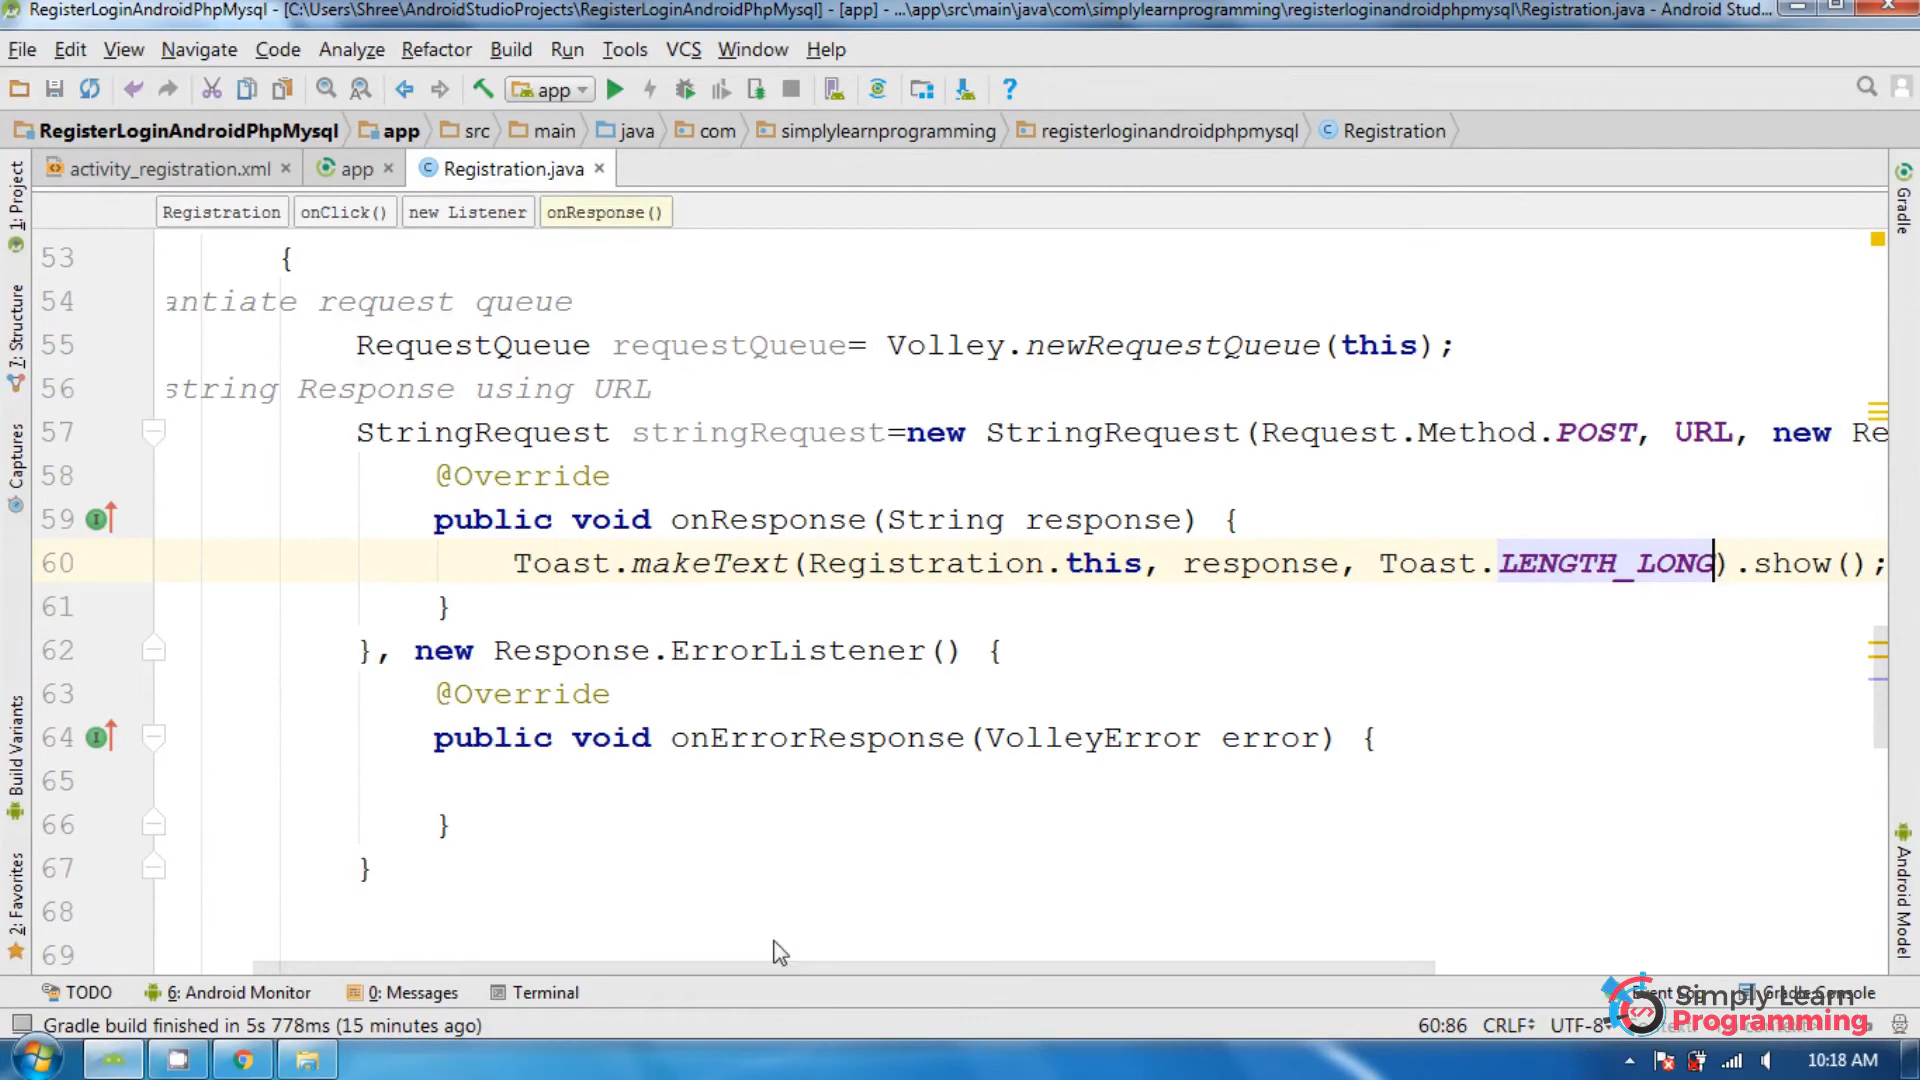 RegisterLoginAndroidPhpMysql - [C:\Users\Shree\AndroidStudioProjects\RegisterLoginAndroidPhpMysql] - [app] - ...\app\src\main\java\com\simplylearnprogramming\registerloginandroidphpmysql\Registration.java - Android Stud...
File Edit View Navigate Code Analyze Refactor Build Run Tools VCS Window Help
app
RegisterLoginAndroidPhpMysql app src main java com simplylearnprogramming registerloginandroidphpmysql Registration
activity_registration.xml app Registration.java
Registration onClick() new Listener onResponse()
1: Project
7: Structure
Captures
Build Variants
2: Favorites
Gradle
Android Model
53 {
54 antiate request queue
55 RequestQueue requestQueue= Volley.newRequestQueue(this);
56 string Response using URL
57 StringRequest stringRequest=new StringRequest(Request.Method.POST, URL, new Re
58 @Override
59 public void onResponse(String response) {
60 Toast.makeText(Registration.this, response, Toast.LENGTH_LONG).show();
61 }
62 }, new Response.ErrorListener() {
63 @Override
64 public void onErrorResponse(VolleyError error) {
65
66 }
67 }
68
69
TODO 6: Android Monitor 0: Messages Terminal Event Log Gradle Console
Simply Learn
Programming
Gradle build finished in 5s 778ms (15 minutes ago) 60:86 CRLF UTF-8
10:18 AM